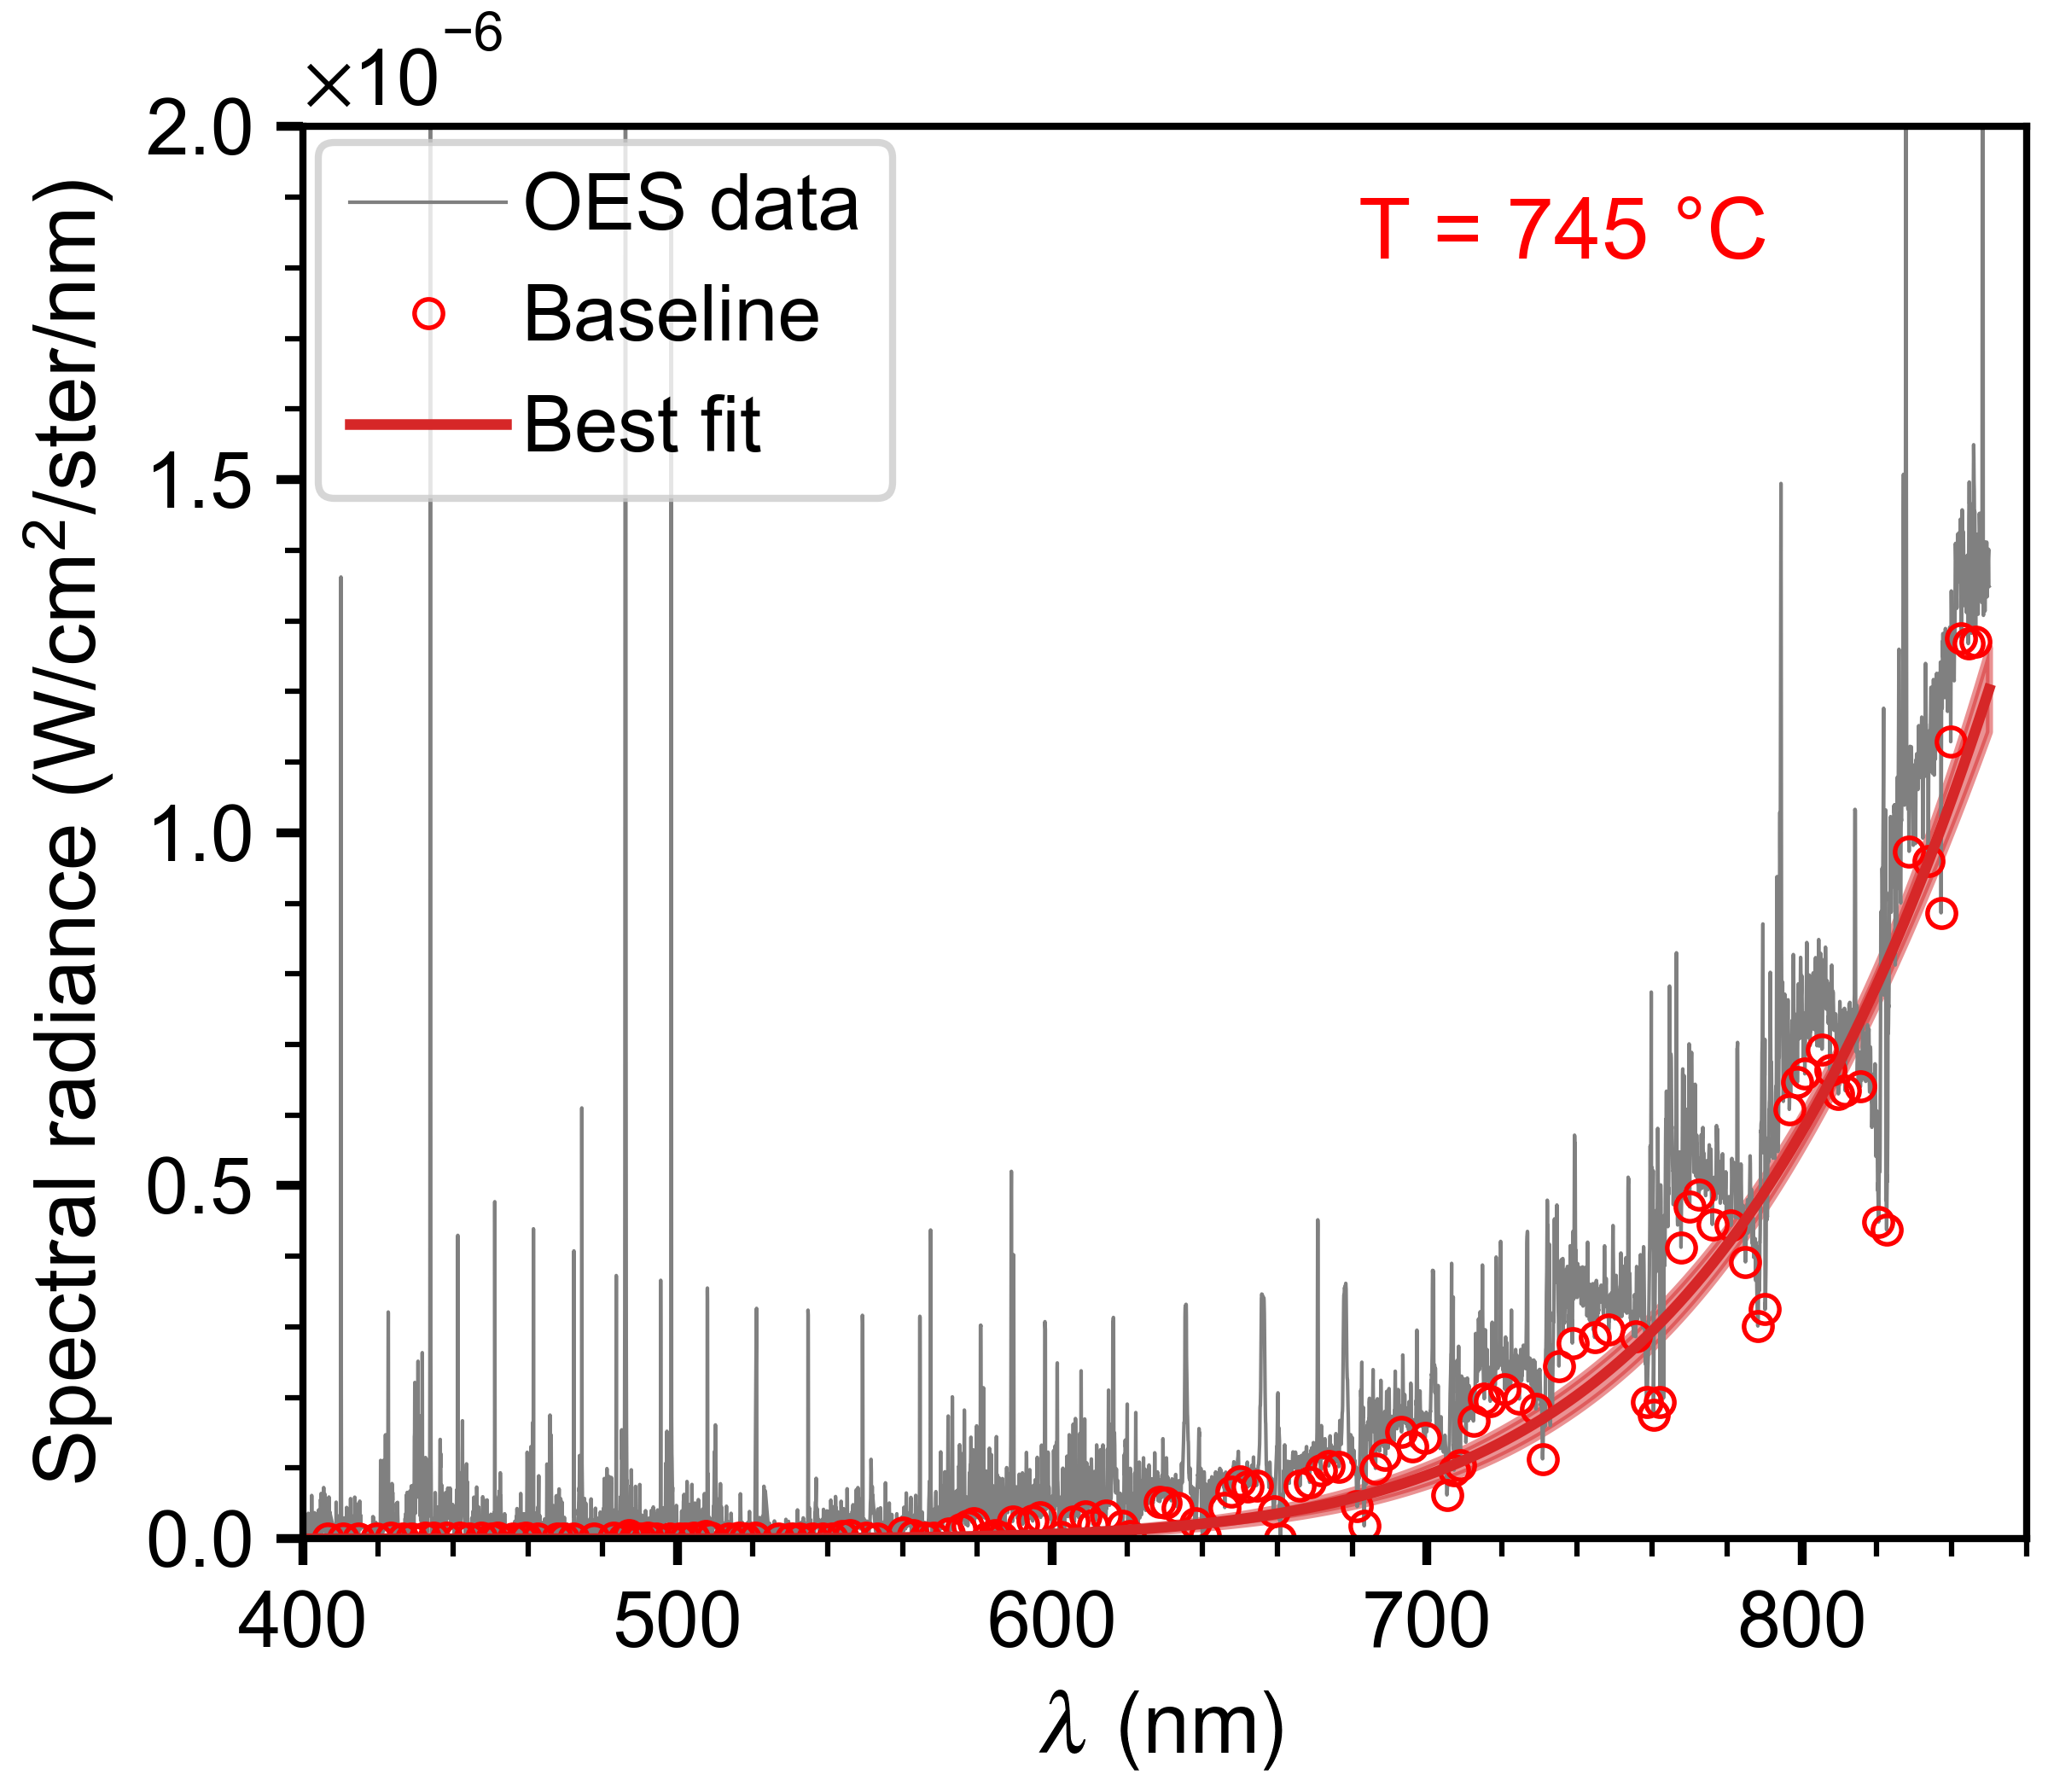 ×10⁻⁶
2.0
1.5
1.0
0.5
0.0
Spectral radiance (W/cm²/ster/nm)
OES data
Baseline
Best fit
T = 745 °C
400 500 600 700 800
λ (nm)